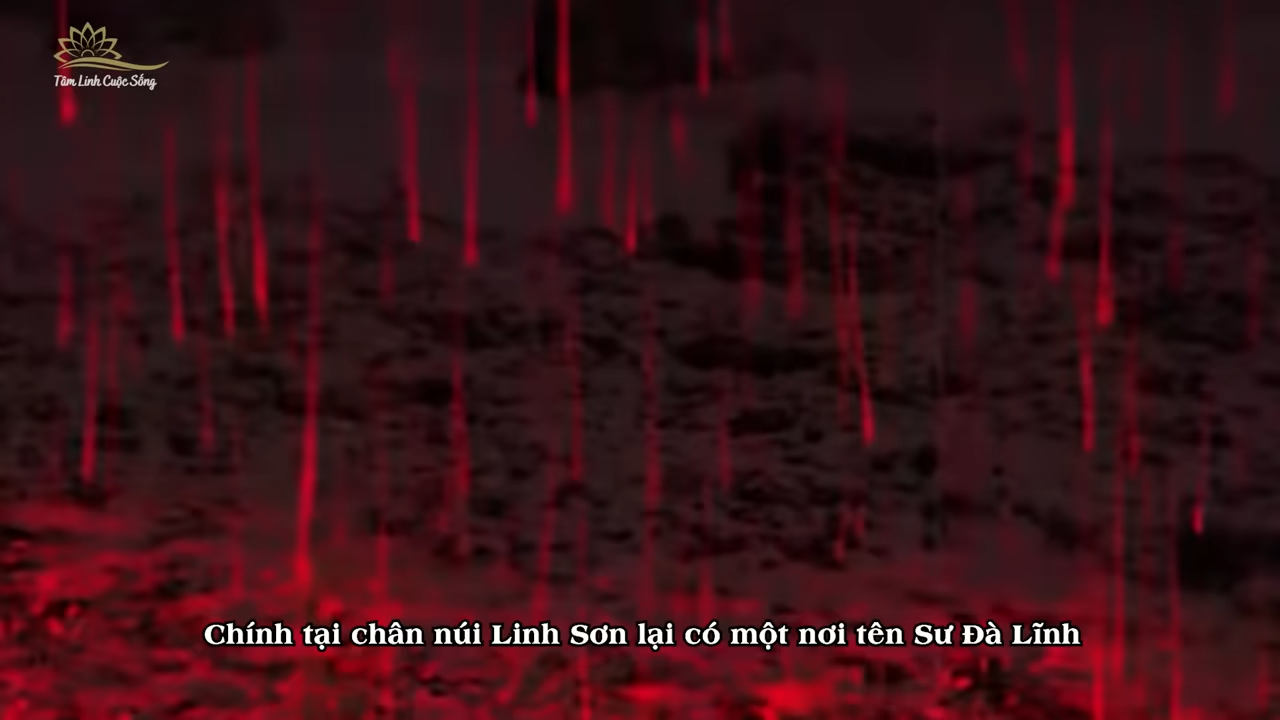 Tâm Linh Cuộc Sống
Chính tại chân núi Linh Sơn lại có một nơi tên Sư Đà Lĩnh